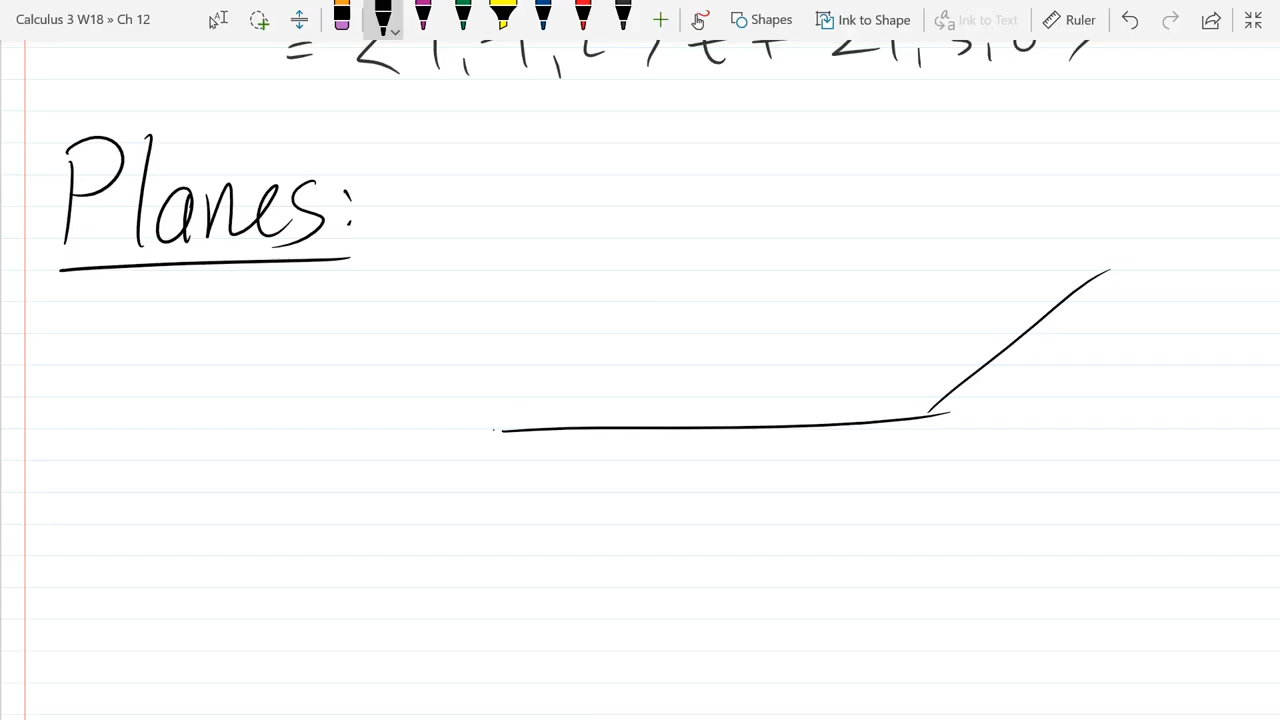 Calculus 3 W18 » Ch 12
Shapes
Ink to Shape
Ink to Text
Ruler
Planes: